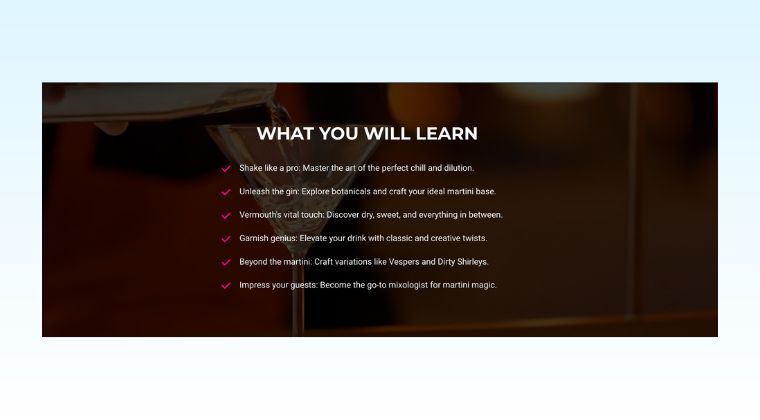 WHAT YOU WILL LEARN
Shake like a pro: Master the art of the perfect chill and dilution.
Unleash the gin: Explore botanicals and craft your ideal martini base.
Vermouth's vital touch: Discover dry, sweet, and everything in between.
Garnish genius: Elevate your drink with classic and creative twists.
Beyond the martini: Craft variations like Vespers and Dirty Shirleys.
Impress your guests: Become the go-to mixologist for martini magic.